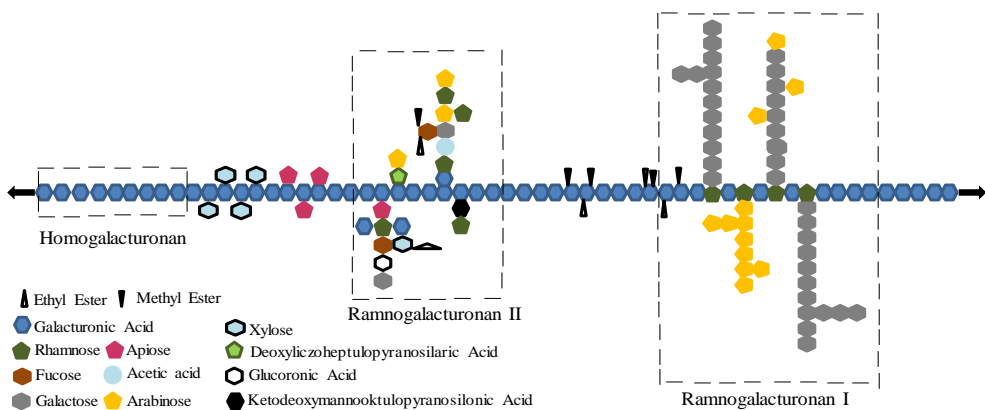 Homogalacturonan
Ramnogalacturonan II
Ramnogalacturonan I
Ethyl Ester
Methyl Ester
Galacturonic Acid
Xylose
Rhamnose
Apiose
Deoxyliczoheptulopyranosilaric Acid
Fucose
Acetic acid
Glucoronic Acid
Galactose
Arabinose
Ketodeoxymannooktulopyranosilonic Acid